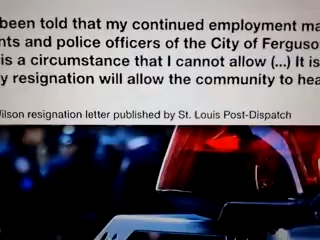 been told that my continued employment ma
nts and police officers of the City of Ferguso
is a circumstance that I cannot allow (...) It is
y resignation will allow the community to hea
Wilson resignation letter published by St. Louis Post-Dispatch